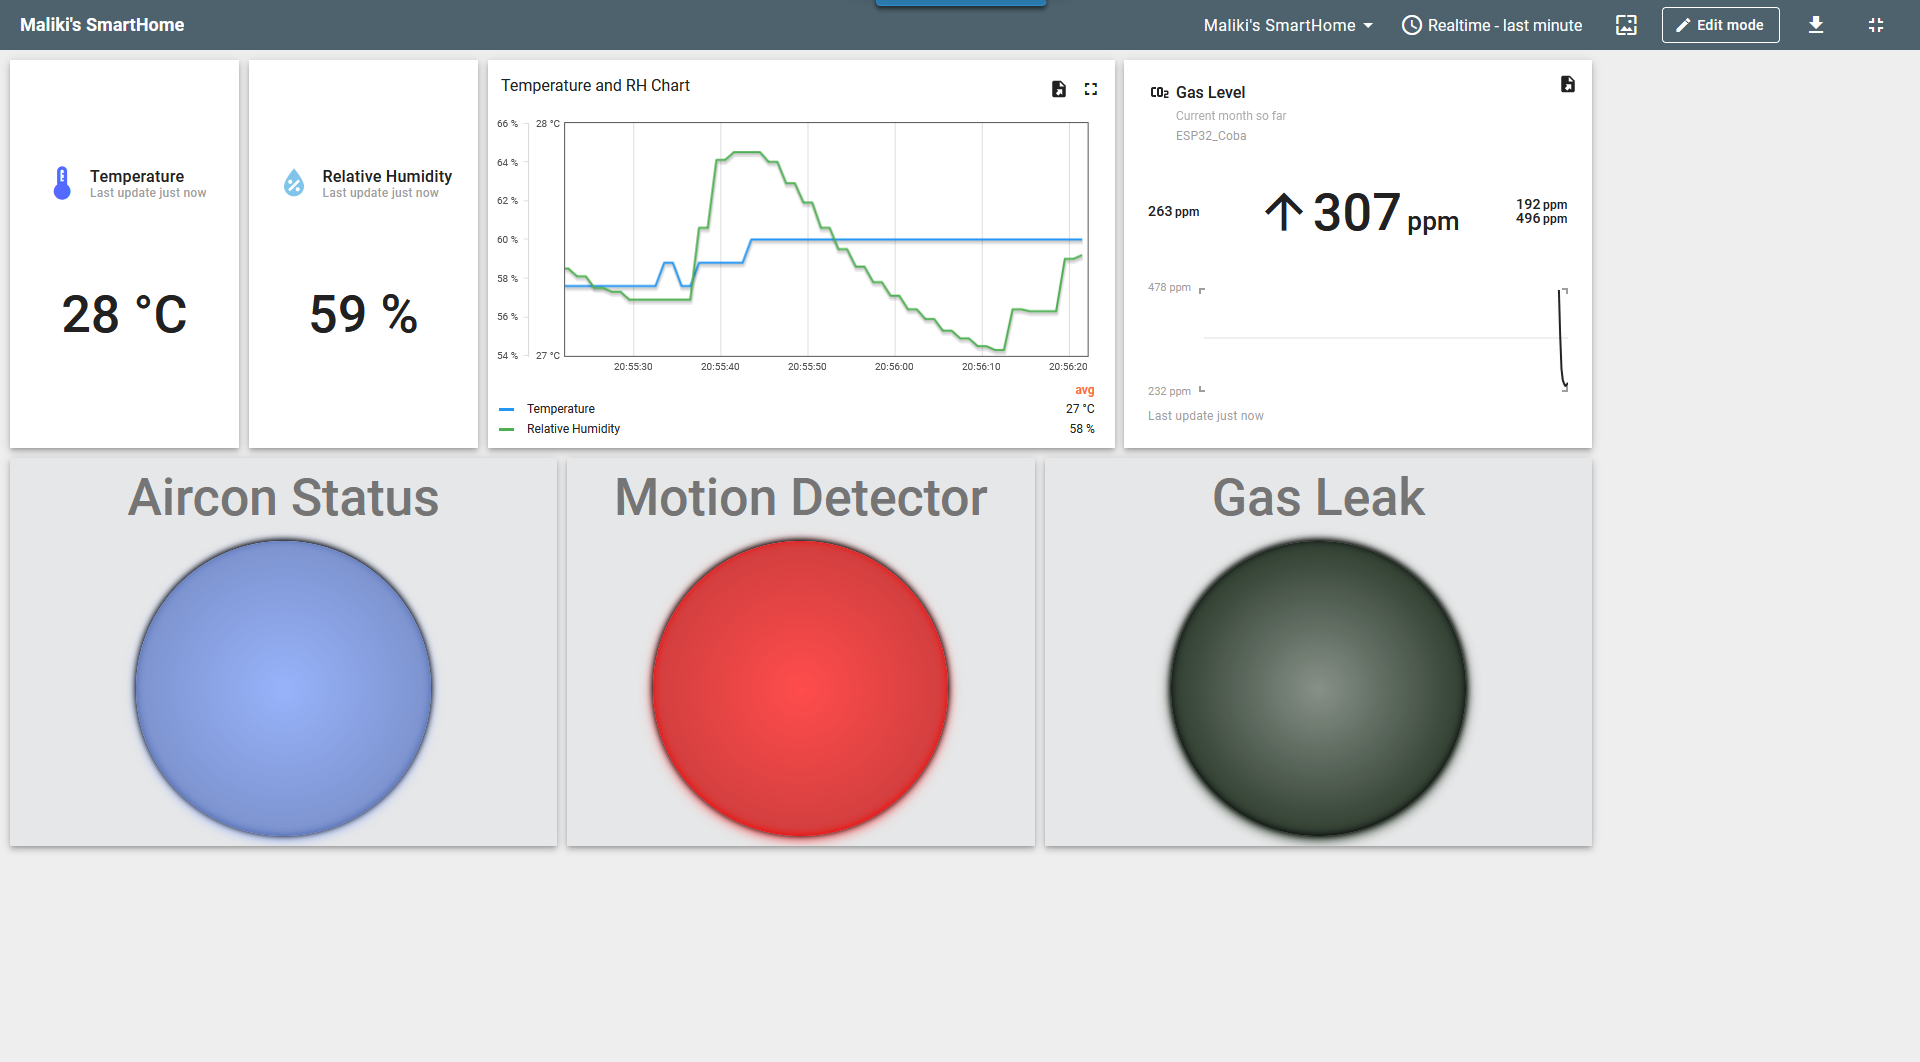 Maliki's SmartHome
Maliki's SmartHome
Realtime - last minute
Edit mode
Temperature
Last update just now
28 °C
Relative Humidity
Last update just now
59 %
Temperature and RH Chart
66 %
64 %
62 %
60 %
58 %
56 %
54 %
28 °C
27 °C
20:55:30 20:55:40 20:55:50 20:56:00 20:56:10 20:56:20
avg
Temperature 27 °C
Relative Humidity 58 %
CO2 Gas Level
Current month so far
ESP32_Coba
263 ppm
307 ppm
192 ppm
496 ppm
478 ppm
232 ppm
Last update just now
Aircon Status
Motion Detector
Gas Leak